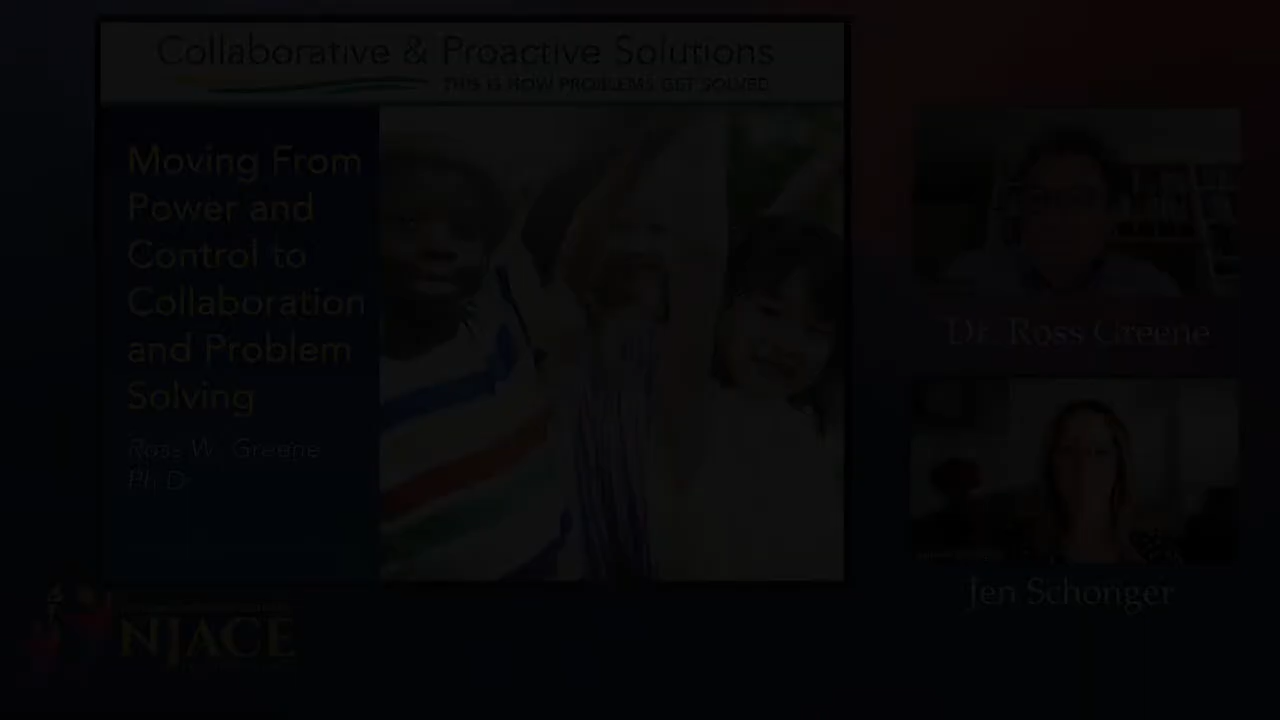 Collaborative & Proactive Solutions
THIS IS HOW PROBLEMS GET SOLVED
Moving From
Power and
Control to
Collaboration
and Problem
Solving
Ross W. Greene
Ph.D.
Dr. Ross Greene
Jen Schonger
NJACE